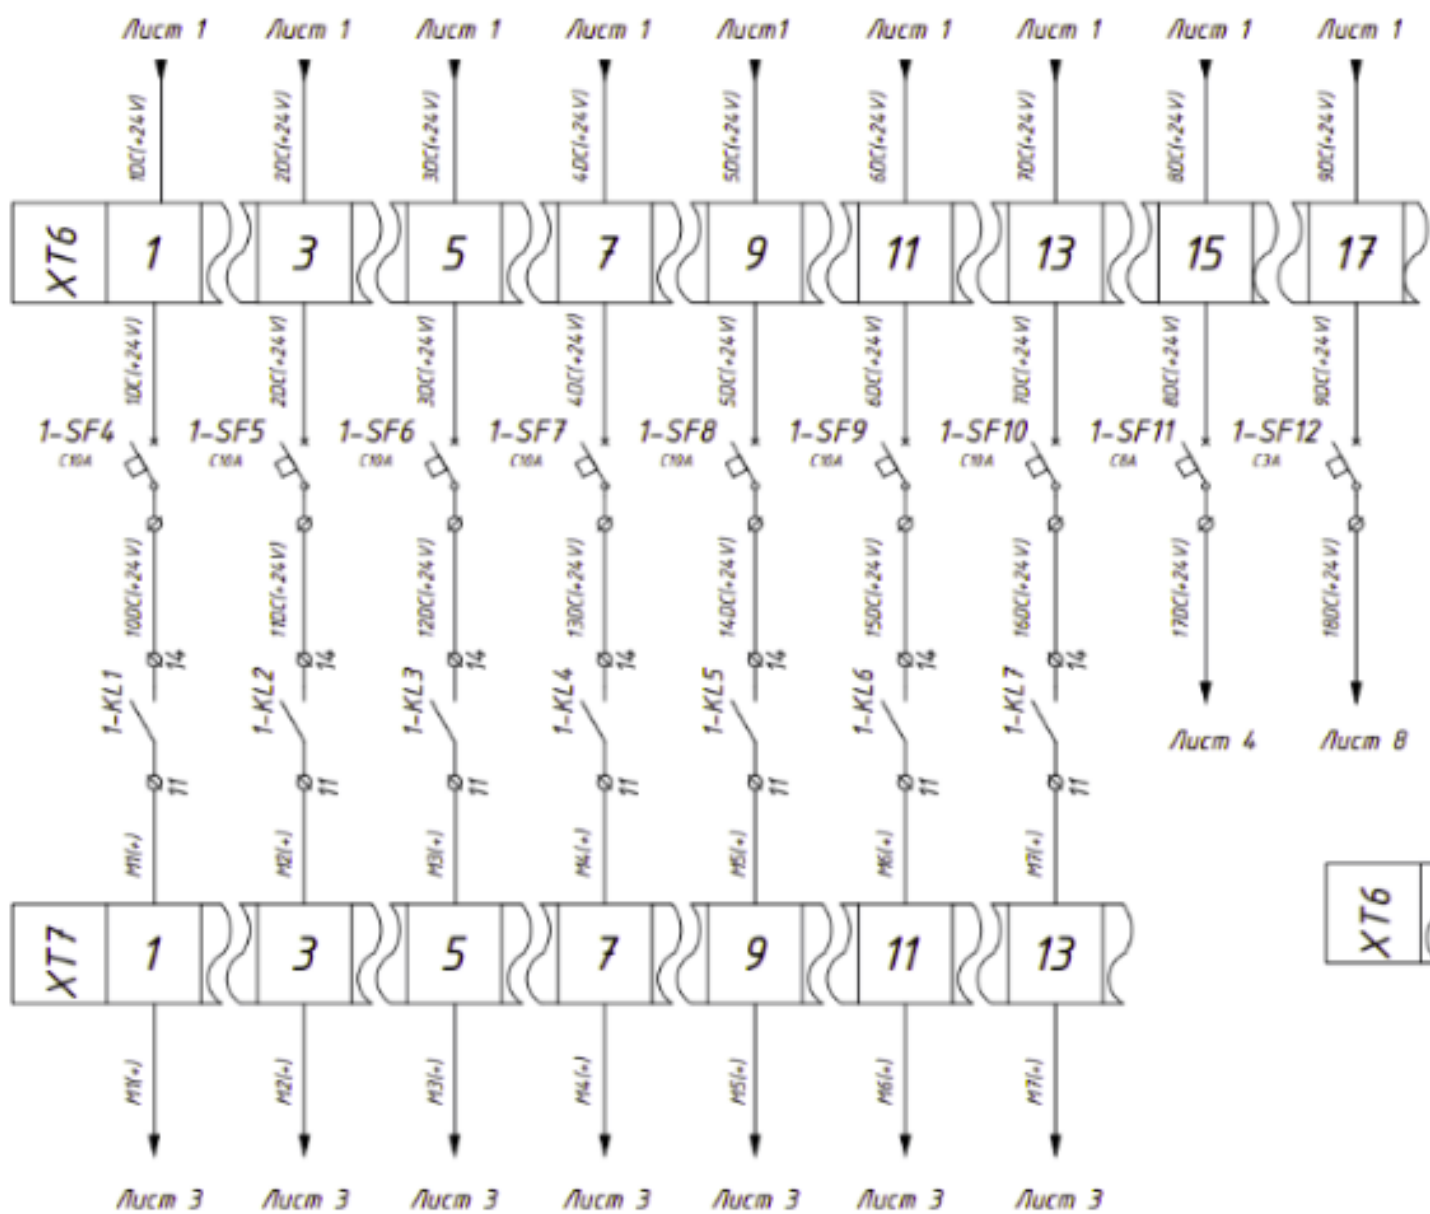 Лист 1 Лист 1 Лист 1 Лист 1 Лист1 Лист 1 Лист 1 Лист 1 Лист 1
1DC(+24V) 2DC(+24V) 3DC(+24V) 4DC(+24V) 5DC(+24V) 6DC(+24V) 7DC(+24V) 8DC(+24V) 9DC(+24V)
XT6 1 3 5 7 9 11 13 15 17
1DC(+24V) 2DC(+24V) 3DC(+24V) 4DC(+24V) 5DC(+24V) 6DC(+24V) 7DC(+24V) 8DC(+24V) 9DC(+24V)
1-SF4 1-SF5 1-SF6 1-SF7 1-SF8 1-SF9 1-SF10 1-SF11 1-SF12
C10A C10A C10A C10A C10A C10A C10A C3A
10DC(+24V) 11DC(+24V) 12DC(+24V) 13DC(+24V) 14DC(+24V) 15DC(+24V) 16DC(+24V) 17DC(+24V) 18DC(+24V)
14 14 14 14 14 14 14
1-KL1 1-KL2 1-KL3 1-KL4 1-KL5 1-KL6 1-KL7
Лист 4 Лист 8
11 11 11 11 11 11 11
M1(+) M2(+) M3(+) M4(+) M5(+) M6(+) M7(+)
XT7 1 3 5 7 9 11 13
XT6
M1(+) M2(+) M3(+) M4(+) M5(+) M6(+) M7(+)
Лист 3 Лист 3 Лист 3 Лист 3 Лист 3 Лист 3 Лист 3